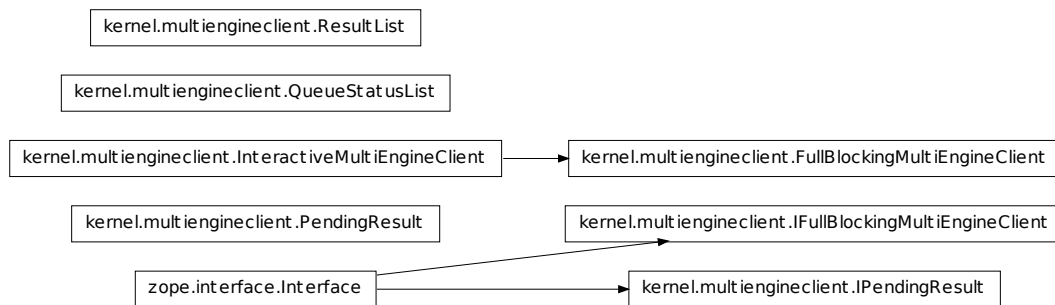 kernel.multiengineclient.ResultList
kernel.multiengineclient.QueueStatusList
kernel.multiengineclient.InteractiveMultiEngineClient
kernel.multiengineclient.FullBlockingMultiEngineClient
kernel.multiengineclient.PendingResult
kernel.multiengineclient.IFullBlockingMultiEngineClient
zope.interface.Interface
kernel.multiengineclient.IPendingResult